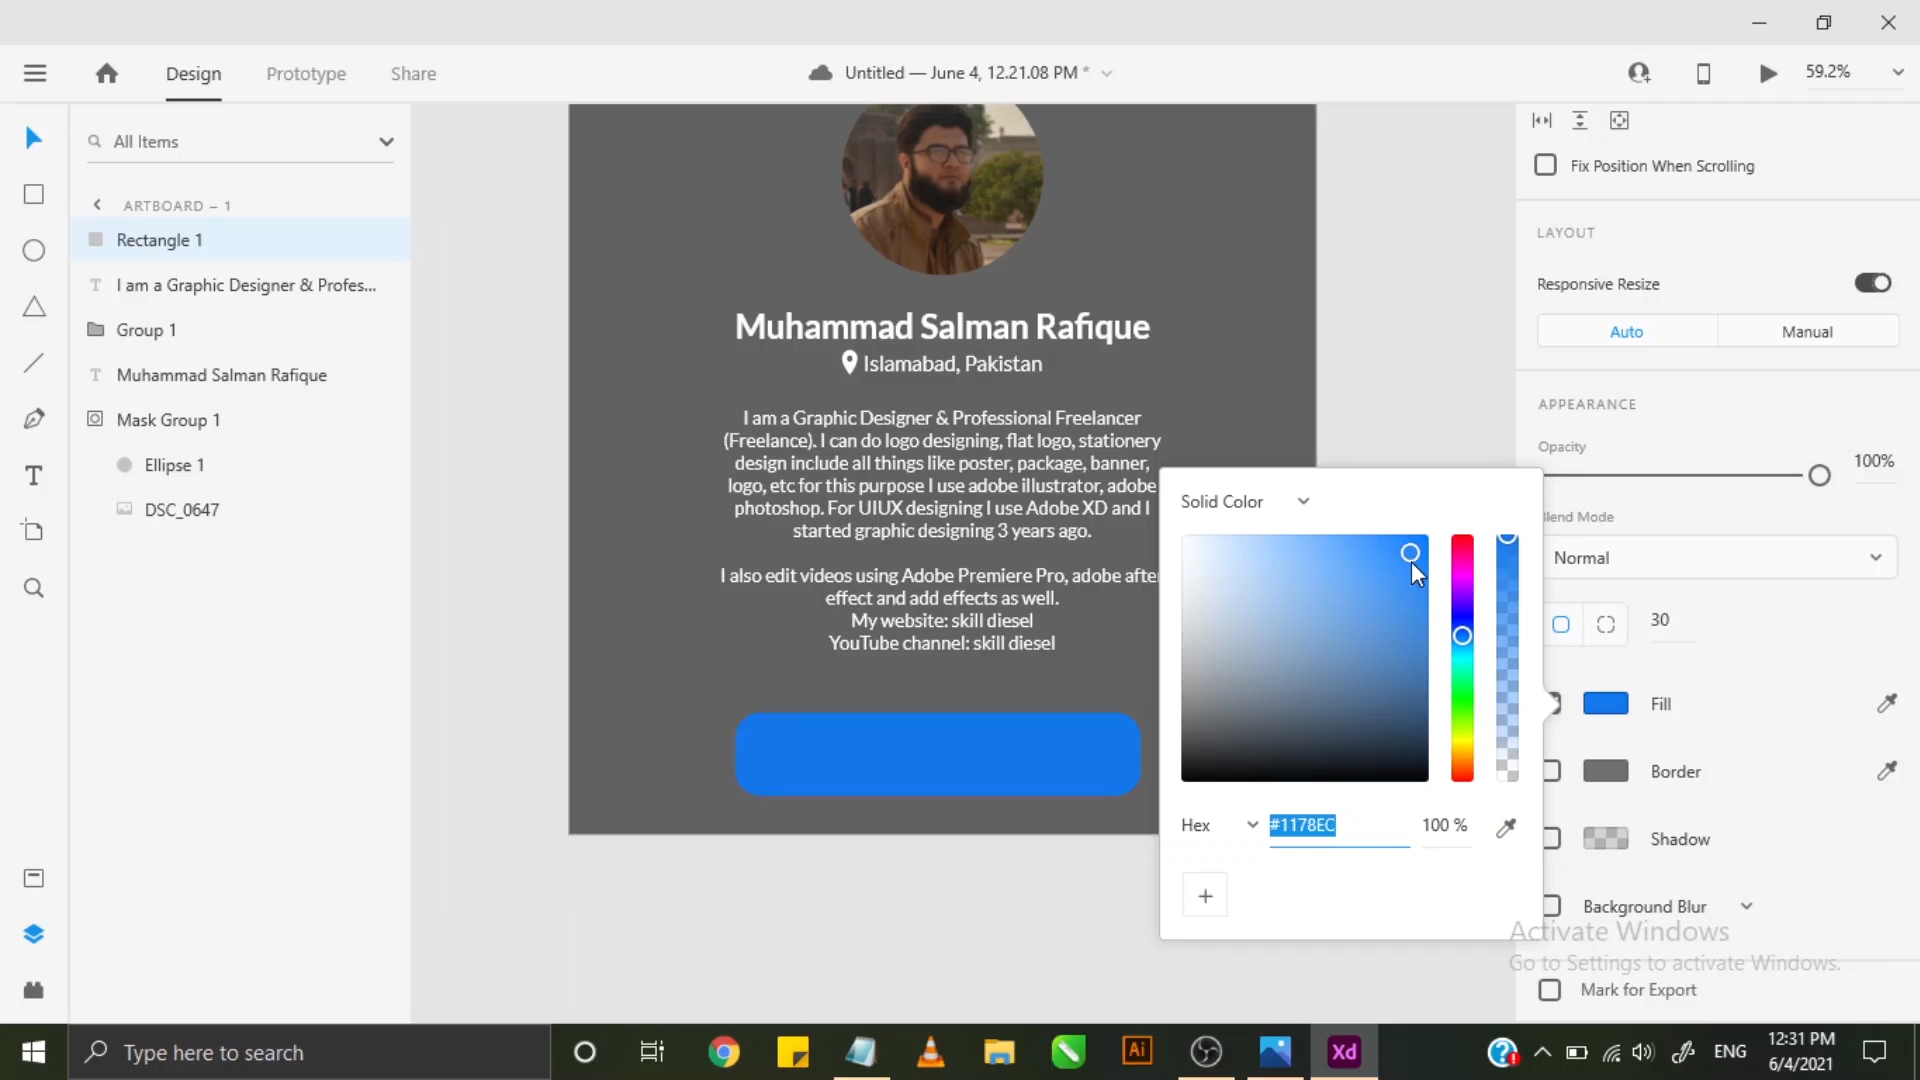 Design
Prototype
Share
Untitled — June 4, 12.21.08 PM *
59.2%
All Items
ARTBOARD – 1
Rectangle 1
T I am a Graphic Designer & Profes...
Group 1
T Muhammad Salman Rafique
Mask Group 1
Ellipse 1
DSC_0647
Muhammad Salman Rafique
Islamabad, Pakistan
I am a Graphic Designer & Professional Freelancer
(Freelance). I can do logo designing, flat logo, stationery
design include all things like poster, package, banner,
logo, etc for this purpose I use adobe illustrator, adobe
photoshop. For UIUX designing I use Adobe XD and I
started graphic designing 3 years ago.
I also edit videos using Adobe Premiere Pro, adobe after
effect and add effects as well.
My website: skill diesel
YouTube channel: skill diesel
Solid Color
Hex
#1178EC
100 %
+
Fix Position When Scrolling
LAYOUT
Responsive Resize
Auto
Manual
APPEARANCE
Opacity
100%
Blend Mode
Normal
30
Fill
Border
Shadow
Background Blur
Activate Windows
Go to Settings to activate Windows.
Mark for Export
Type here to search
Ai
Xd
ENG
12:31 PM
6/4/2021